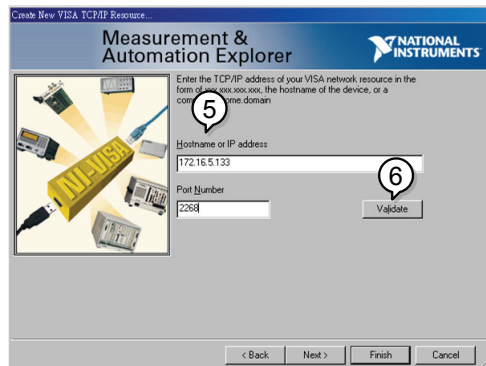 Create New VISA TCP/IP Resource...
Measurement &
Automation Explorer
NATIONAL
INSTRUMENTS
Enter the TCP/IP address of your VISA network resource in the
form of xxx.xxx.xxx.xxx, the hostname of the device, or a
some.domain
5
Hostname or IP address
172.16.5.133
6
Port Number
2268
Validate
NI-VISA
< Back
Next >
Finish
Cancel